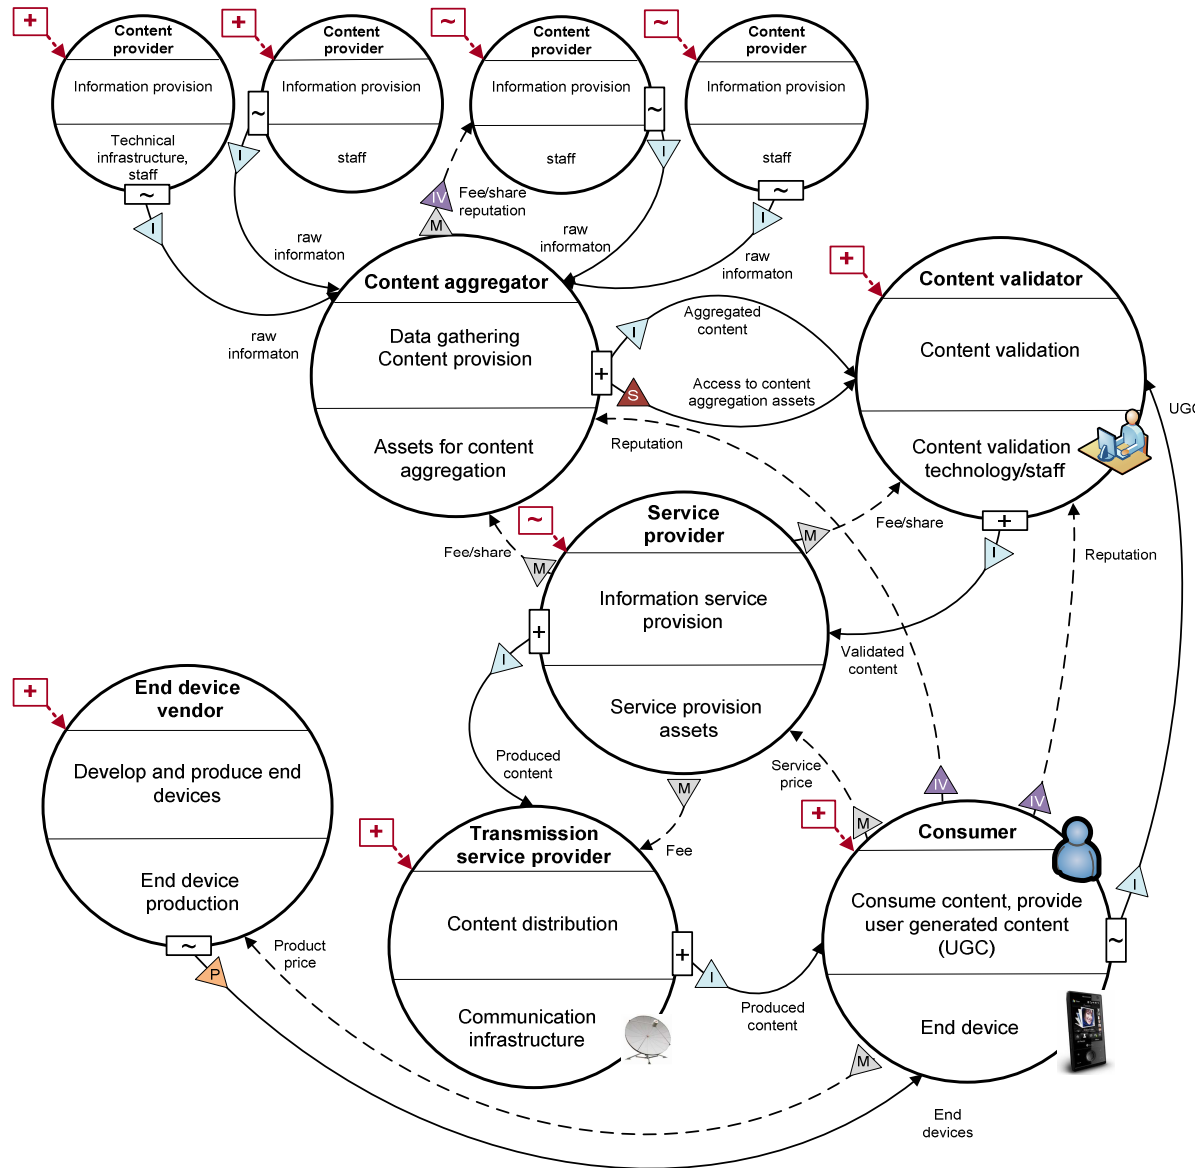 +
+
~
~
Content
provider
Information provision
Technical
infrastructure,
staff
~
I
Content
provider
Information provision
staff
~
I
Content
provider
Information provision
staff
~
I
Content
provider
Information provision
staff
~
I
IV
M
Fee/share
reputation
raw
informaton
raw
informaton
raw
informaton
raw
informaton
Content aggregator
Data gathering
Content provision
Assets for content
aggregation
+
I
Aggregated
content
S
Access to content
aggregation assets
Reputation
+
Content validator
Content validation
Content validation
technology/staff
+
I
UGC
Fee/share
M
Fee/share
M
Reputation
~
Service
provider
Information service
provision
Service provision
assets
+
I
Validated
content
Produced
content
M
Fee
Service
price
M
IV
IV
+
End device
vendor
Develop and produce end
devices
End device
production
~
P
Product
price
+
Transmission
service provider
Content distribution
Communication
infrastructure
+
I
Produced
content
+
Consumer
Consume content, provide
user generated content
(UGC)
End device
~
I
M
End
devices